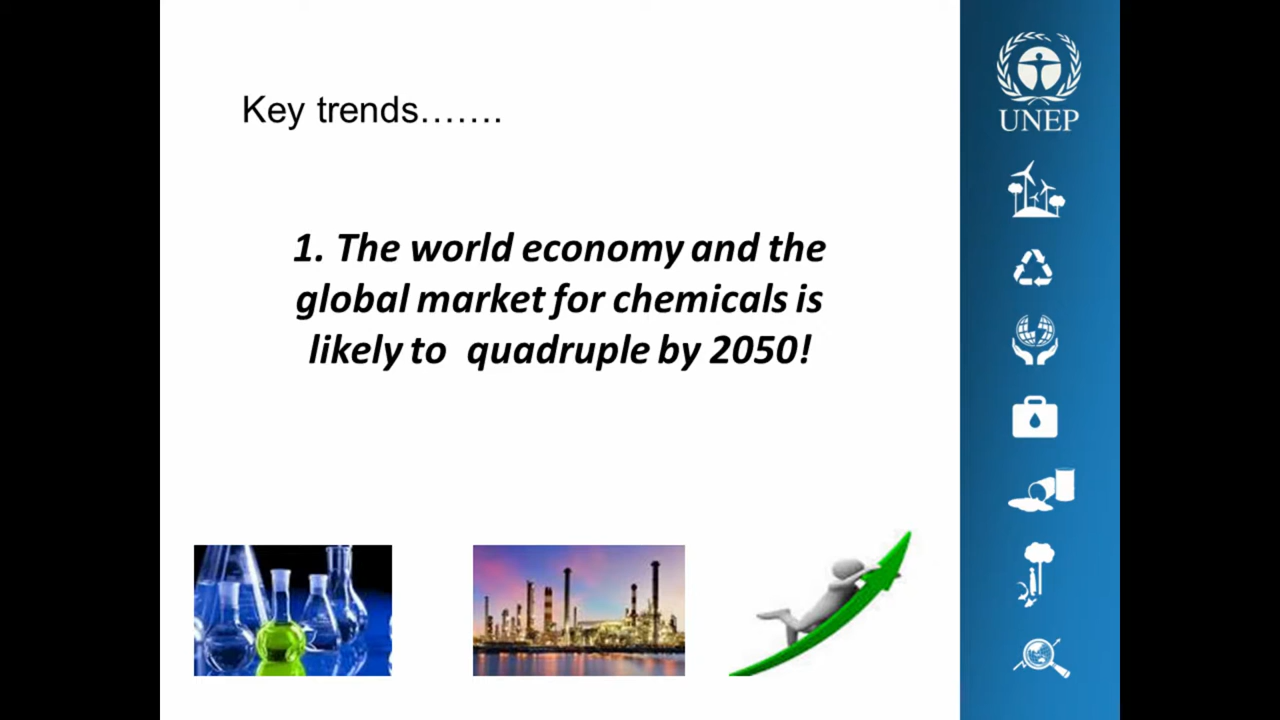 Key trends…….
1. The world economy and the
global market for chemicals is
likely to  quadruple by 2050!
UNEP